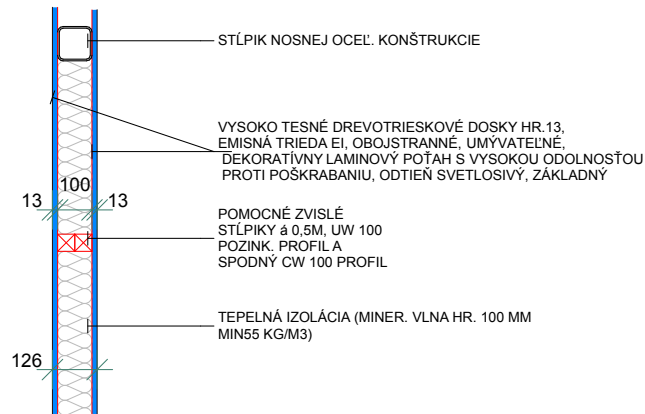 STĹPIK NOSNEJ OCEĽ. KONŠTRUKCIE
VYSOKO TESNÉ DREVOTRIESKOVÉ DOSKY HR.13,
EMISNÁ TRIEDA EI, OBOJSTRANNÉ, UMÝVATEĽNÉ,
DEKORATÍVNY LAMINOVÝ POŤAH S VYSOKOU ODOLNOSŤOU
PROTI POŠKRABANIU, ODTIEŇ SVETLOSIVÝ, ZÁKLADNÝ
100
13 13
POMOCNÉ ZVISLÉ
STĹPIKY á 0,5M, UW 100
POZINK. PROFIL A
SPODNÝ CW 100 PROFIL
TEPELNÁ IZOLÁCIA (MINER. VLNA HR. 100 MM
MIN55 KG/M3)
126